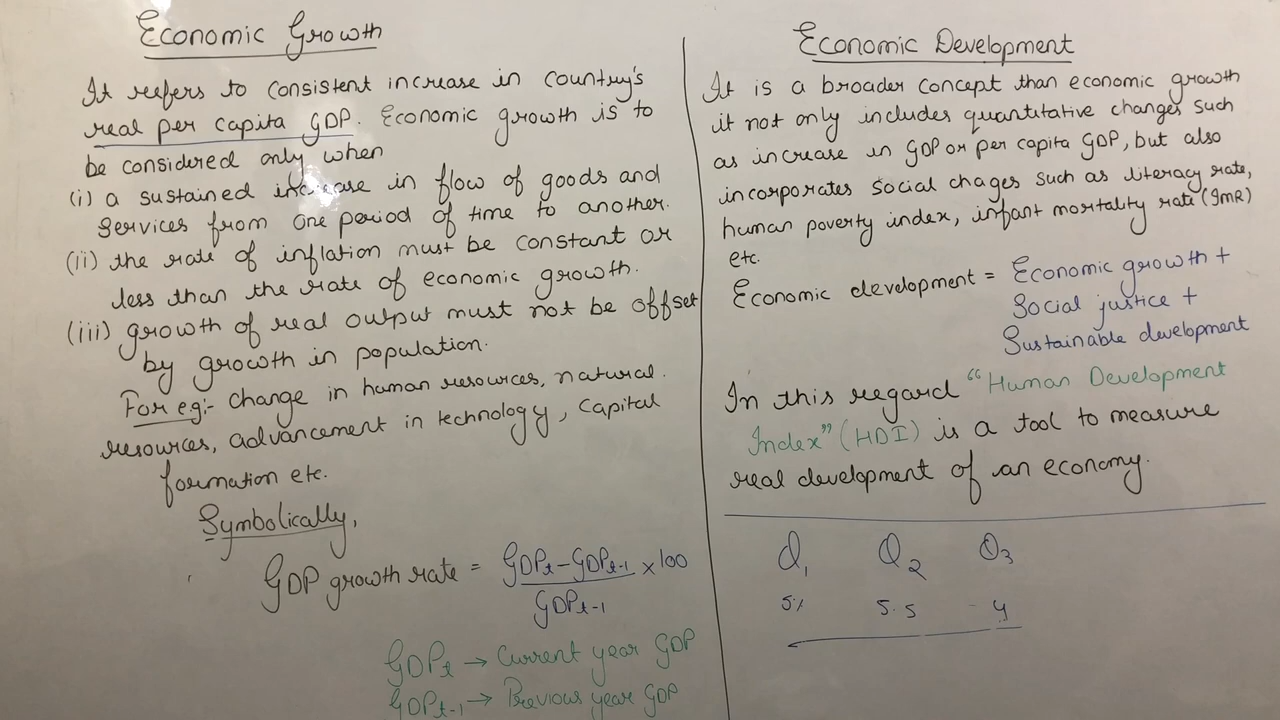 Economic Growth
It refers to consistent increase in country's
real per capita GDP. Economic growth is to
be considered only when
(i) a sustained increase in flow of goods and
services from one period of time to another.
(ii) the rate of inflation must be constant or
less than the rate of economic growth.
(iii) growth of real output must not be offset
by growth in population.
For eg:- change in human resources, natural
resources, advancement in technology, capital
formation etc.
Symbolically,
GDP growth rate = GDPt - GDPt-1 × 100
GDPt-1
GDPt → Current year GDP
GDPt-1 → Previous year GDP
Economic Development
It is a broader concept than economic growth
it not only includes quantitative changes such
as increase in GDP or per capita GDP, but also
incorporates social chages such as literacy rate,
human poverty index, infant mortality rate (IMR)
etc.
Economic development = Economic growth +
Social justice +
Sustainable development
In this regard "Human Development
Index" (HDI) is a tool to measure
real development of an economy.
Q1 Q2 Q3
5% 5.5 4